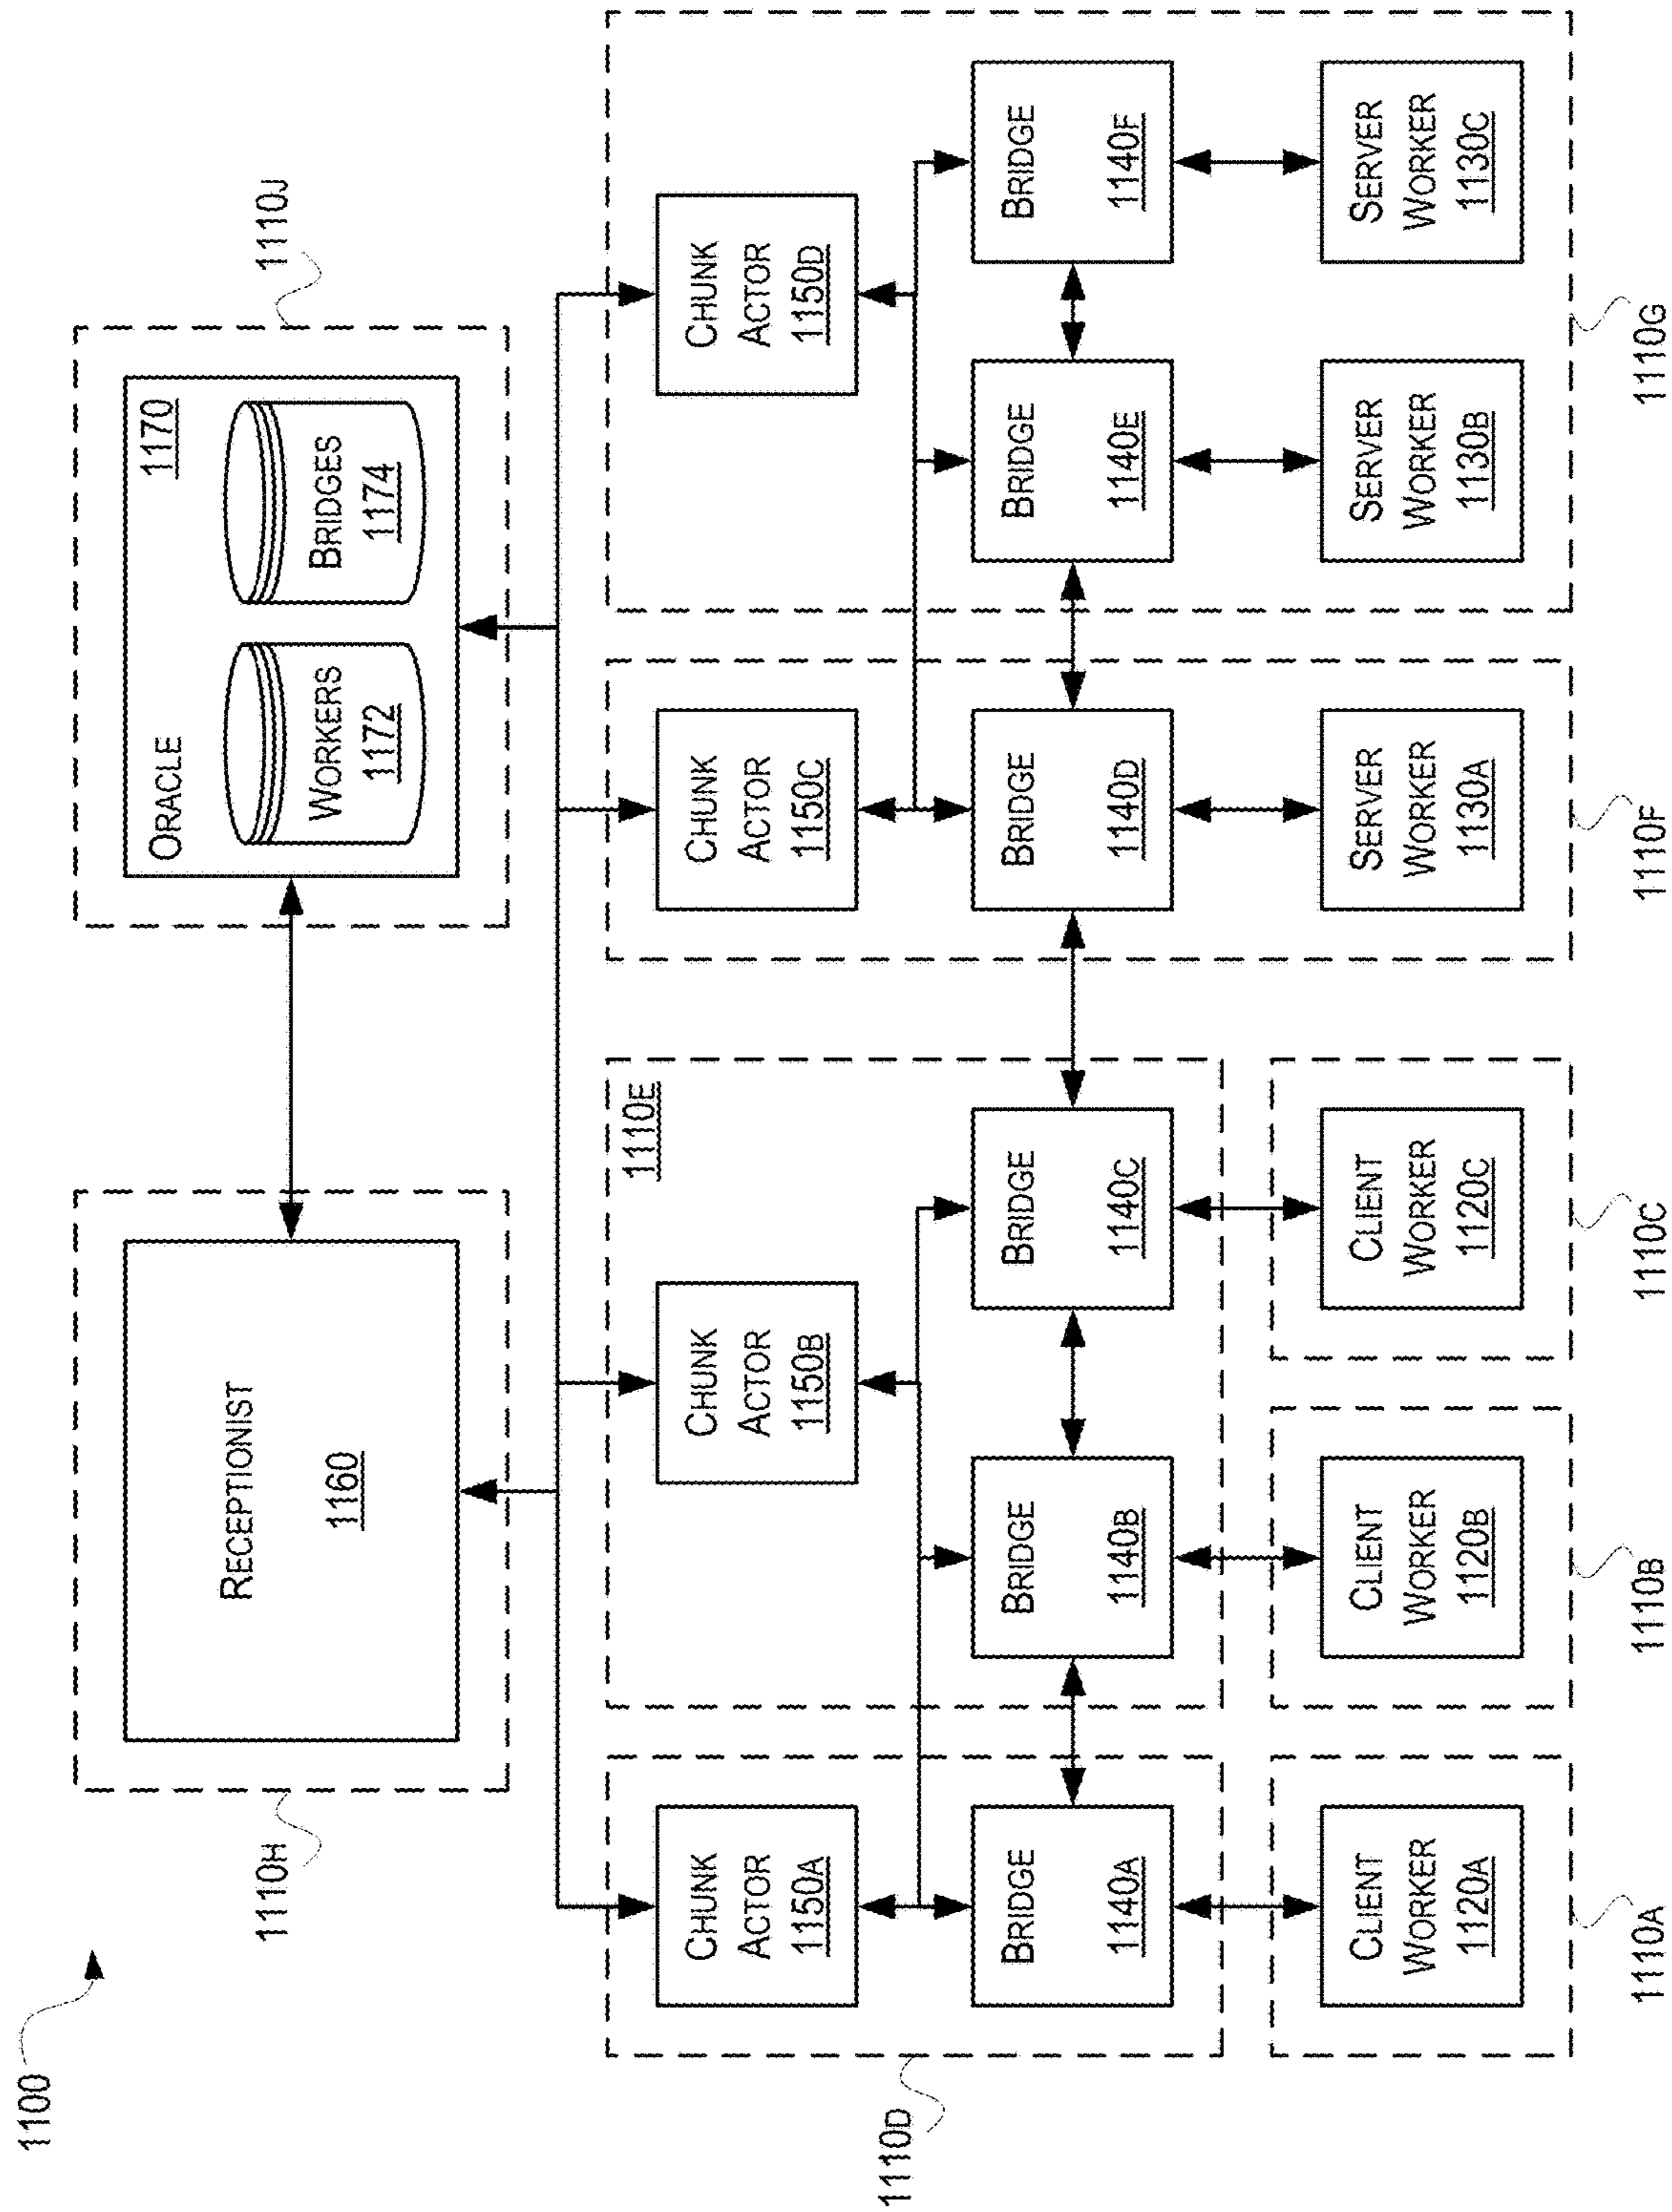 1100
1110H
RECEPTIONIST
1160
1110J
ORACLE
1170
WORKERS
1172
BRIDGES
1174
1110D
CHUNK
ACTOR
1150A
1110E
CHUNK
ACTOR
1150B
CHUNK
ACTOR
1150C
CHUNK
ACTOR
1150D
BRIDGE
1140A
BRIDGE
1140B
BRIDGE
1140C
BRIDGE
1140D
BRIDGE
1140E
BRIDGE
1140F
CLIENT
WORKER
1120A
CLIENT
WORKER
1120B
CLIENT
WORKER
1120C
SERVER
WORKER
1130A
SERVER
WORKER
1130B
SERVER
WORKER
1130C
1110A
1110B
1110C
1110F
1110G